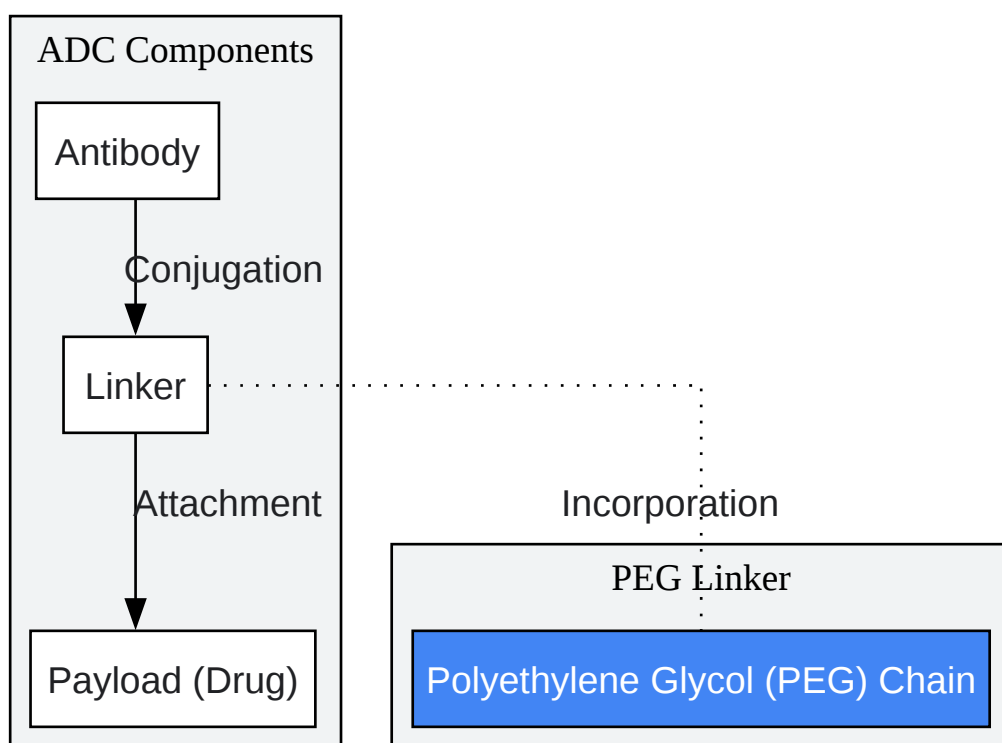 ADC Components
Antibody
Conjugation
Linker
Attachment
Incorporation
PEG Linker
Payload (Drug)
Polyethylene Glycol (PEG) Chain